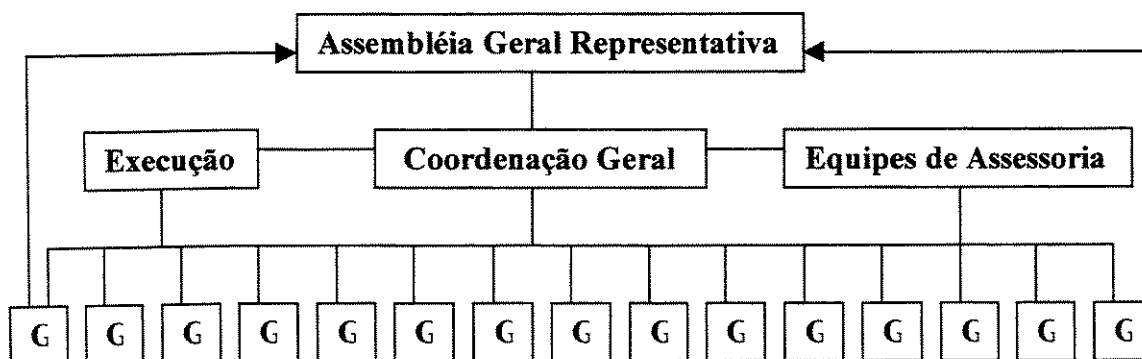 Assembléia Geral Representativa
Execução
Coordenação Geral
Equipes de Assessoria
G G G G G G G G G G G G G G G